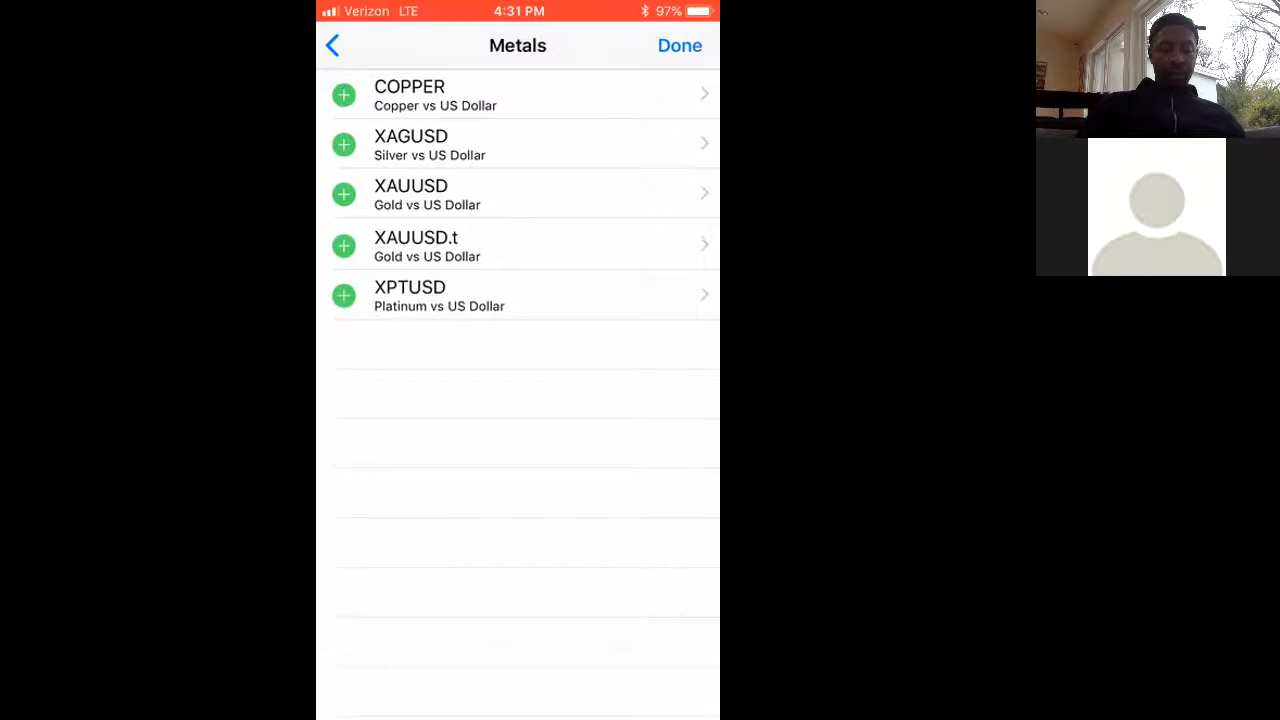 Verizon LTE 4:31 PM 97%
Metals Done
COPPER
Copper vs US Dollar
XAGUSD
Silver vs US Dollar
XAUUSD
Gold vs US Dollar
XAUUSD.t
Gold vs US Dollar
XPTUSD
Platinum vs US Dollar